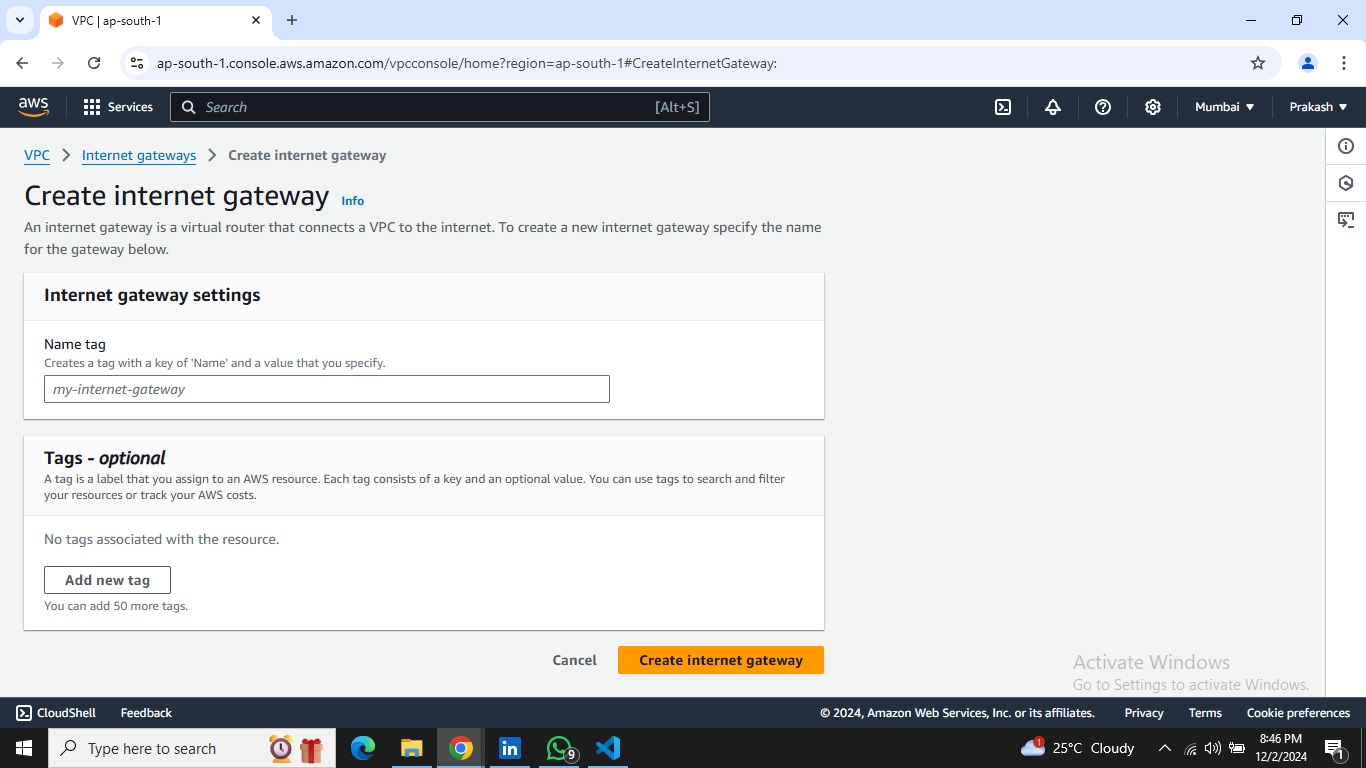 VPC | ap-south-1
ap-south-1.console.aws.amazon.com/vpcconsole/home?region=ap-south-1#CreateInternetGateway:
aws
Services
Search
[Alt+S]
Mumbai
Prakash
VPC
Internet gateways
Create internet gateway
Create internet gateway
Info
An internet gateway is a virtual router that connects a VPC to the internet. To create a new internet gateway specify the name
for the gateway below.
Internet gateway settings
Name tag
Creates a tag with a key of 'Name' and a value that you specify.
my-internet-gateway
Tags - optional
A tag is a label that you assign to an AWS resource. Each tag consists of a key and an optional value. You can use tags to search and filter
your resources or track your AWS costs.
No tags associated with the resource.
Add new tag
You can add 50 more tags.
Cancel
Create internet gateway
Activate Windows
Go to Settings to activate Windows.
CloudShell
Feedback
© 2024, Amazon Web Services, Inc. or its affiliates.
Privacy
Terms
Cookie preferences
Type here to search
in
9
1
25°C Cloudy
8:46 PM
12/2/2024
1